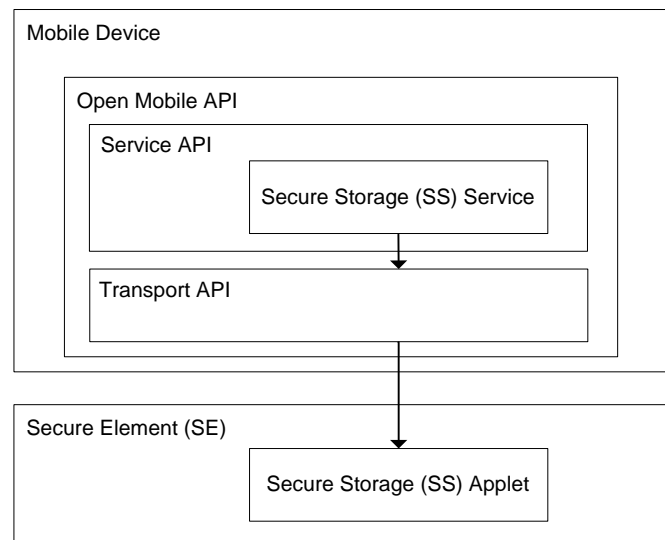 Mobile Device
Open Mobile API
Service API
Secure Storage (SS) Service
Transport API
Secure Element (SE)
Secure Storage (SS) Applet